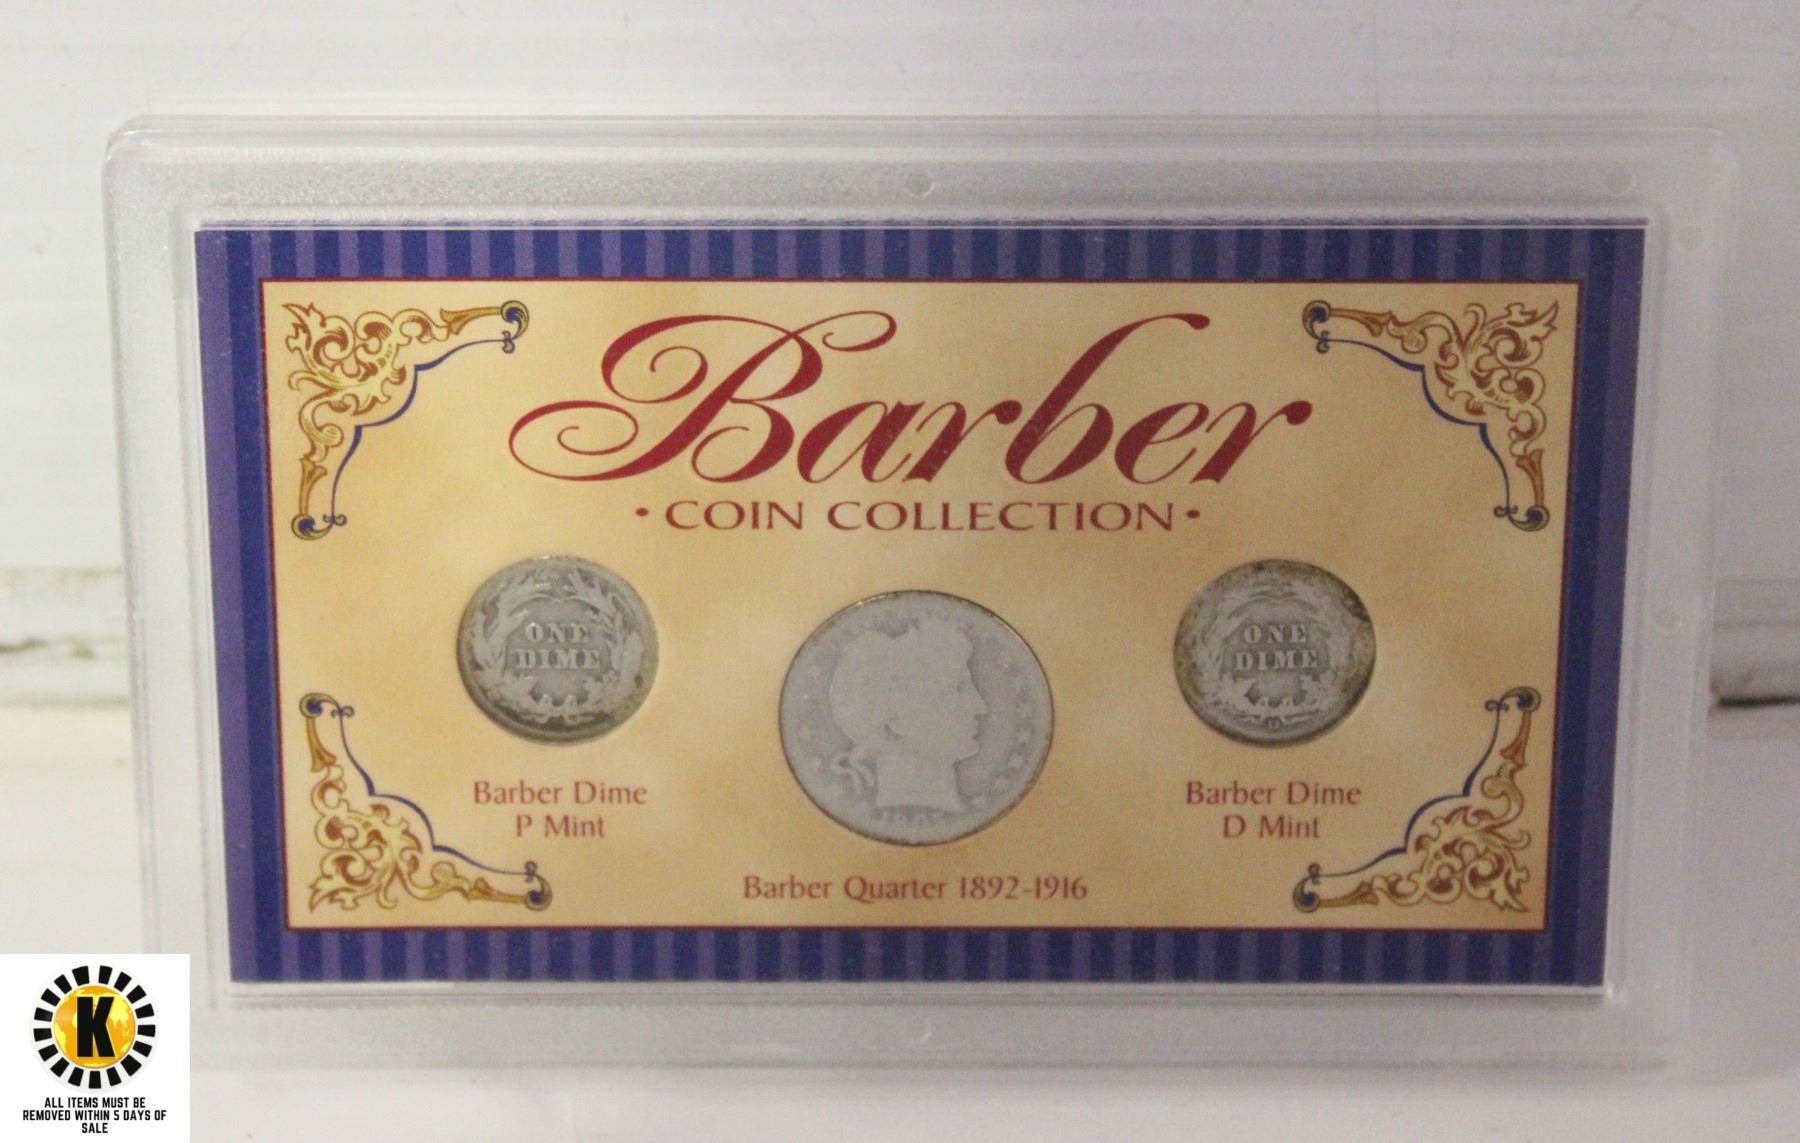 Barber
• COIN COLLECTION •
ONE
DIME
ONE
DIME
Barber Dime
P Mint
Barber Dime
D Mint
Barber Quarter 1892-1916
K
ALL ITEMS MUST BE
REMOVED WITHIN 5 DAYS OF
SALE